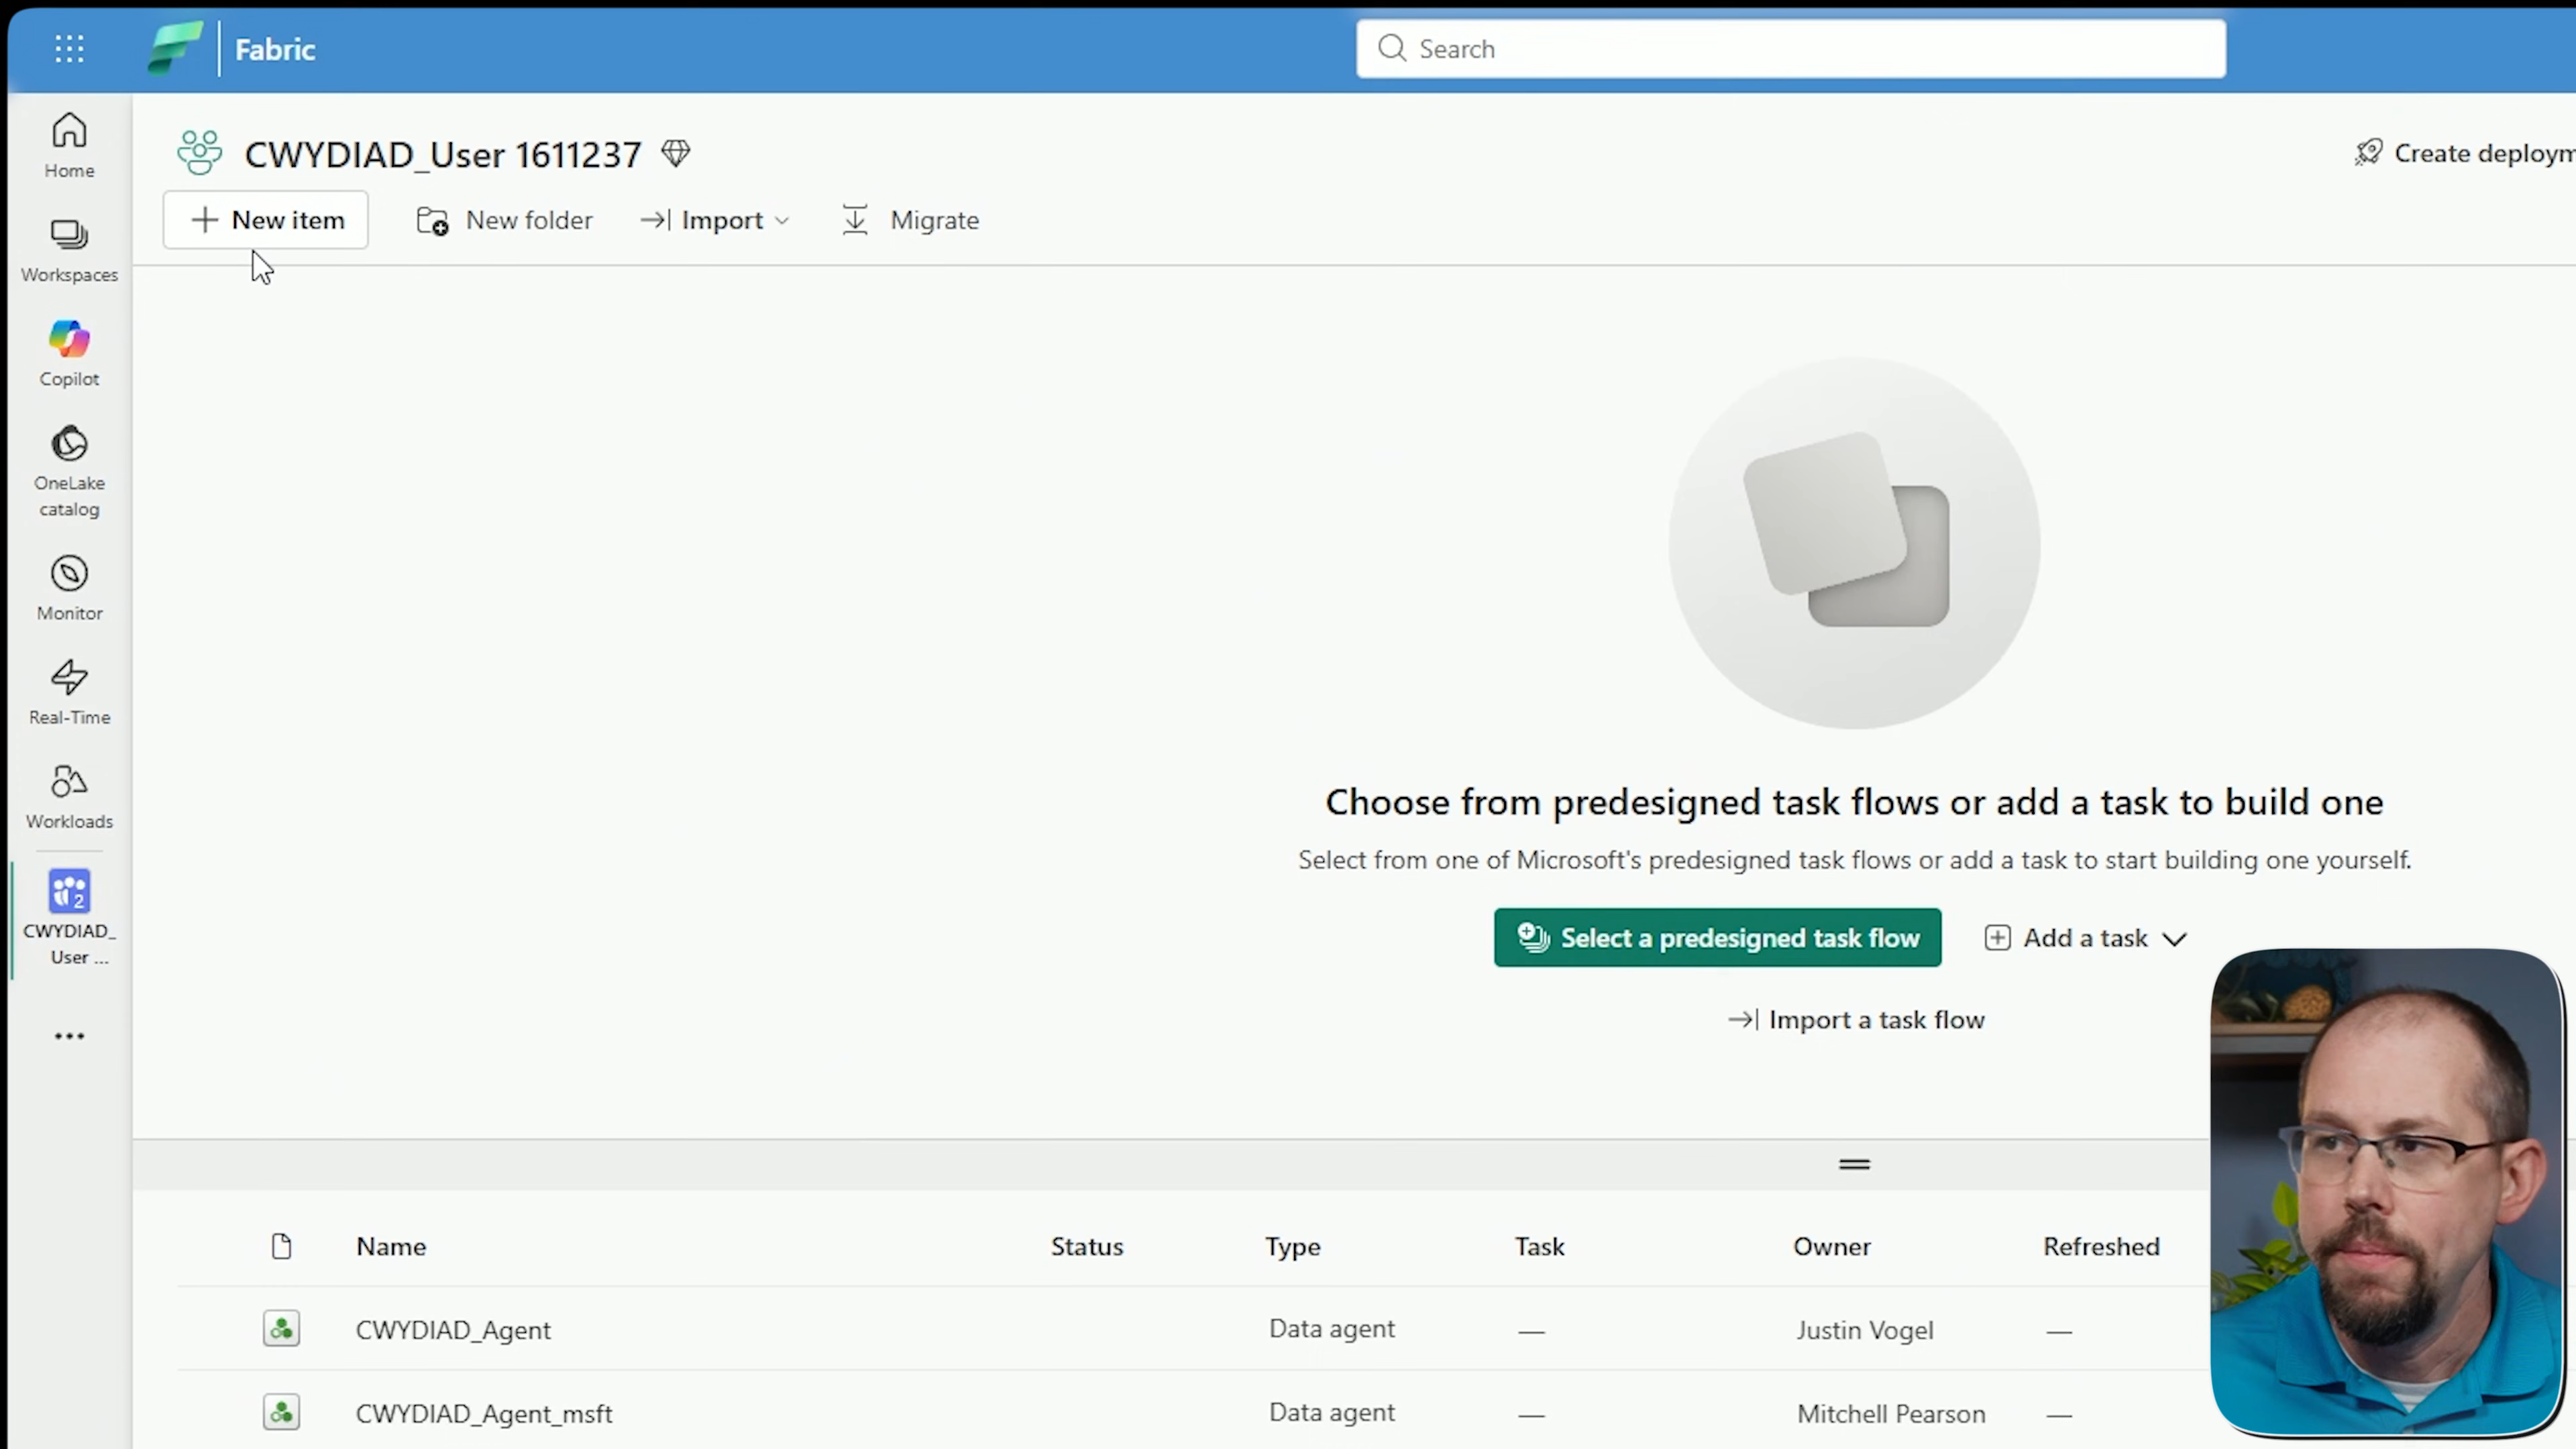 Fabric
Search
Home
Workspaces
Copilot
OneLake
catalog
Monitor
Real-Time
Workloads
2
CWYDIAD_
User ...
CWYDIAD_User 1611237
Create deploym
New item
New folder
Import
Migrate
Choose from predesigned task flows or add a task to build one
Select from one of Microsoft's predesigned task flows or add a task to start building one yourself.
Select a predesigned task flow
Add a task
Import a task flow
Name Status Type Task Owner Refreshed
CWYDIAD_Agent Data agent — Justin Vogel —
CWYDIAD_Agent_msft Data agent — Mitchell Pearson —